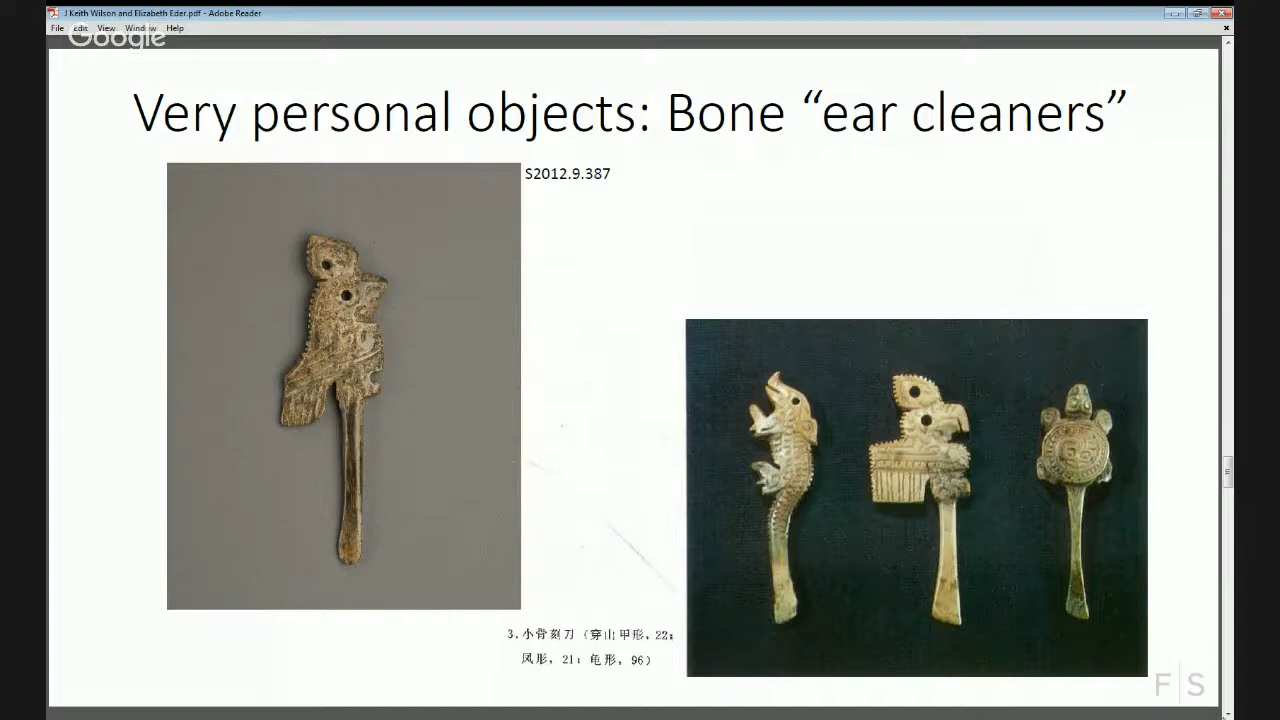 J Keith Wilson and Elizabeth Eder.pdf - Adobe Reader
File Edit View Window Help
Google
Very personal objects: Bone “ear cleaners”
S2012.9.387
3.小骨刻刀（穿山甲形，22；
凤形，21；龟形，96）
F|S